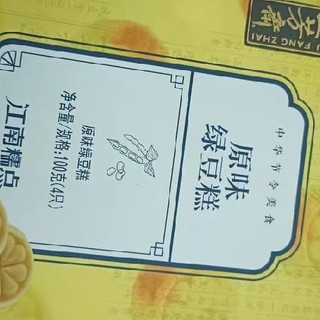 芳斋
FANG ZHAI
中华节令美食
原味
绿豆糕
原味绿豆糕
净含量/规格:100克(4只)
江南糯点